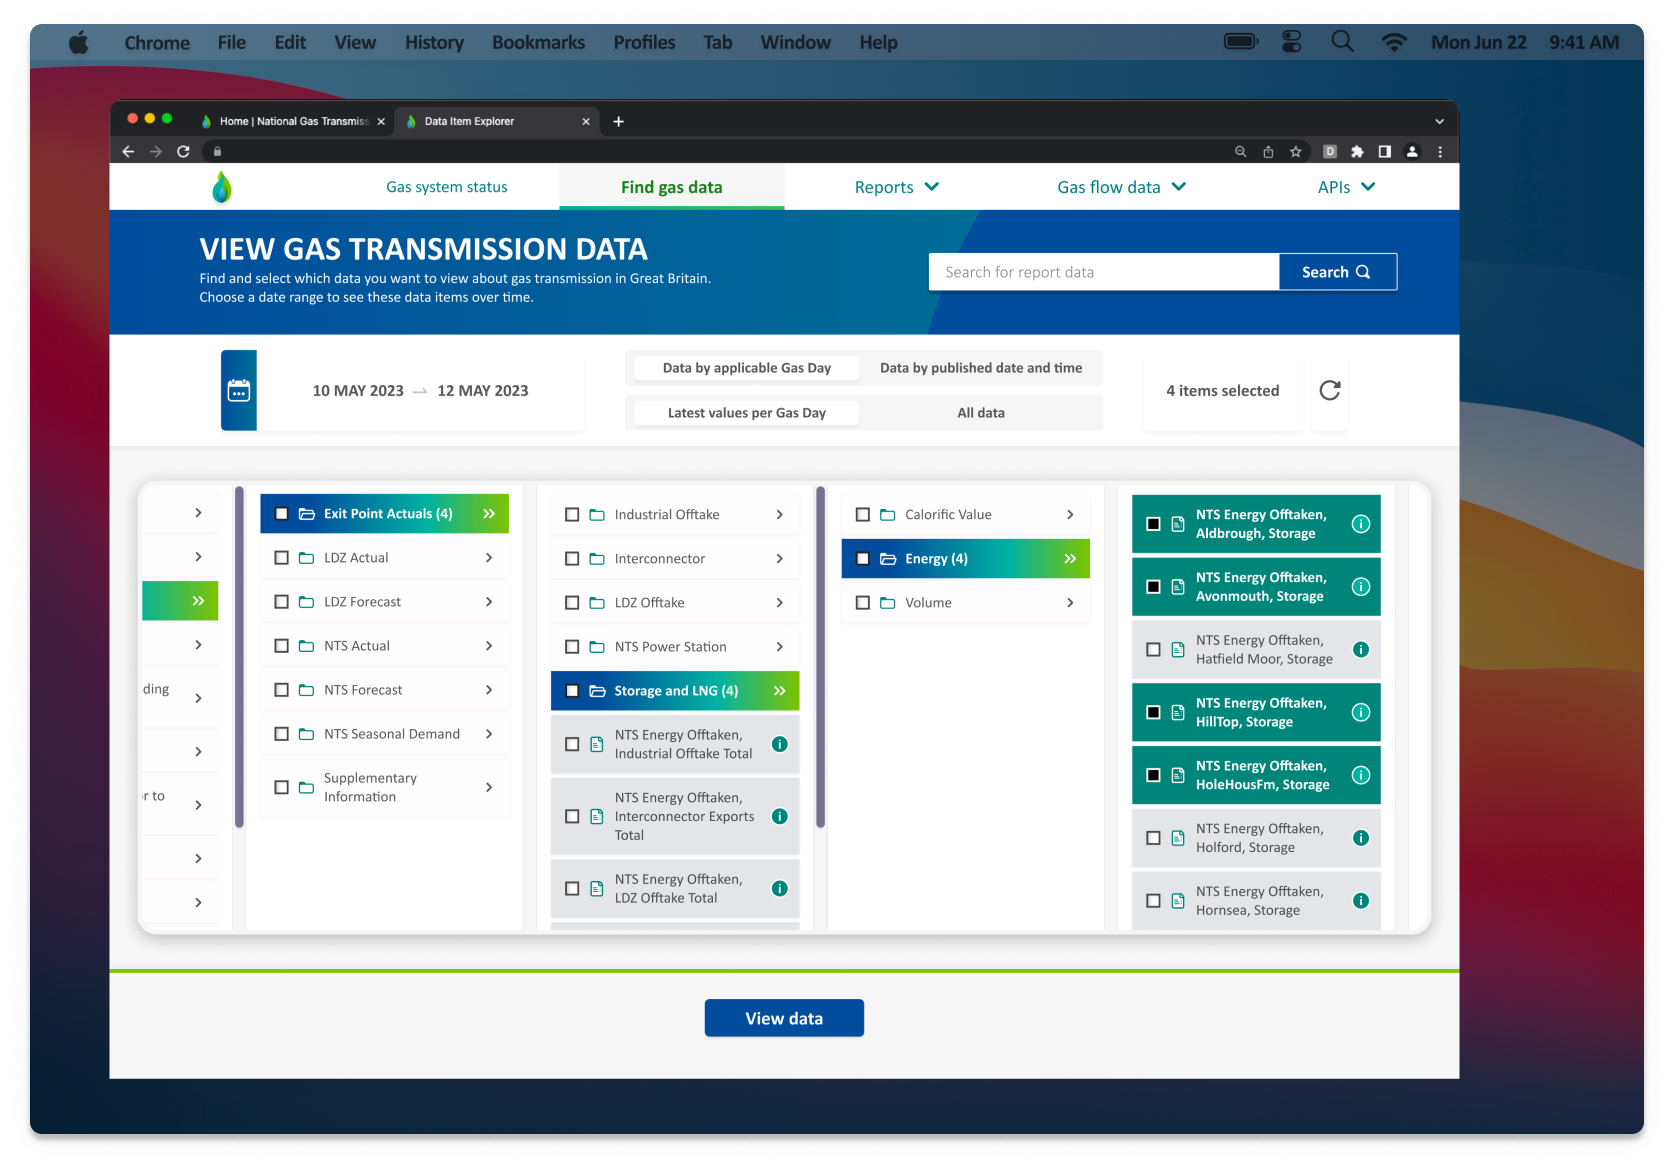 Chrome File Edit View History Bookmarks Profiles Tab Window Help Mon Jun 22 9:41 AM
Home | National Gas Transmiss Data Item Explorer
D
Gas system status Find gas data Reports Gas flow data APIs
VIEW GAS TRANSMISSION DATA
Find and select which data you want to view about gas transmission in Great Britain.
Choose a date range to see these data items over time.
Search for report data Search
10 MAY 2023 → 12 MAY 2023
Data by applicable Gas Day Data by published date and time
Latest values per Gas Day All data
4 items selected
ding
r to
Exit Point Actuals (4)
LDZ Actual
LDZ Forecast
NTS Actual
NTS Forecast
NTS Seasonal Demand
Supplementary
Information
Industrial Offtake
Interconnector
LDZ Offtake
NTS Power Station
Storage and LNG (4)
NTS Energy Offtaken,
Industrial Offtake Total
NTS Energy Offtaken,
Interconnector Exports
Total
NTS Energy Offtaken,
LDZ Offtake Total
Calorific Value
Energy (4)
Volume
NTS Energy Offtaken,
Aldbrough, Storage
NTS Energy Offtaken,
Avonmouth, Storage
NTS Energy Offtaken,
Hatfield Moor, Storage
NTS Energy Offtaken,
HillTop, Storage
NTS Energy Offtaken,
HoleHousFm, Storage
NTS Energy Offtaken,
Holford, Storage
NTS Energy Offtaken,
Hornsea, Storage
View data